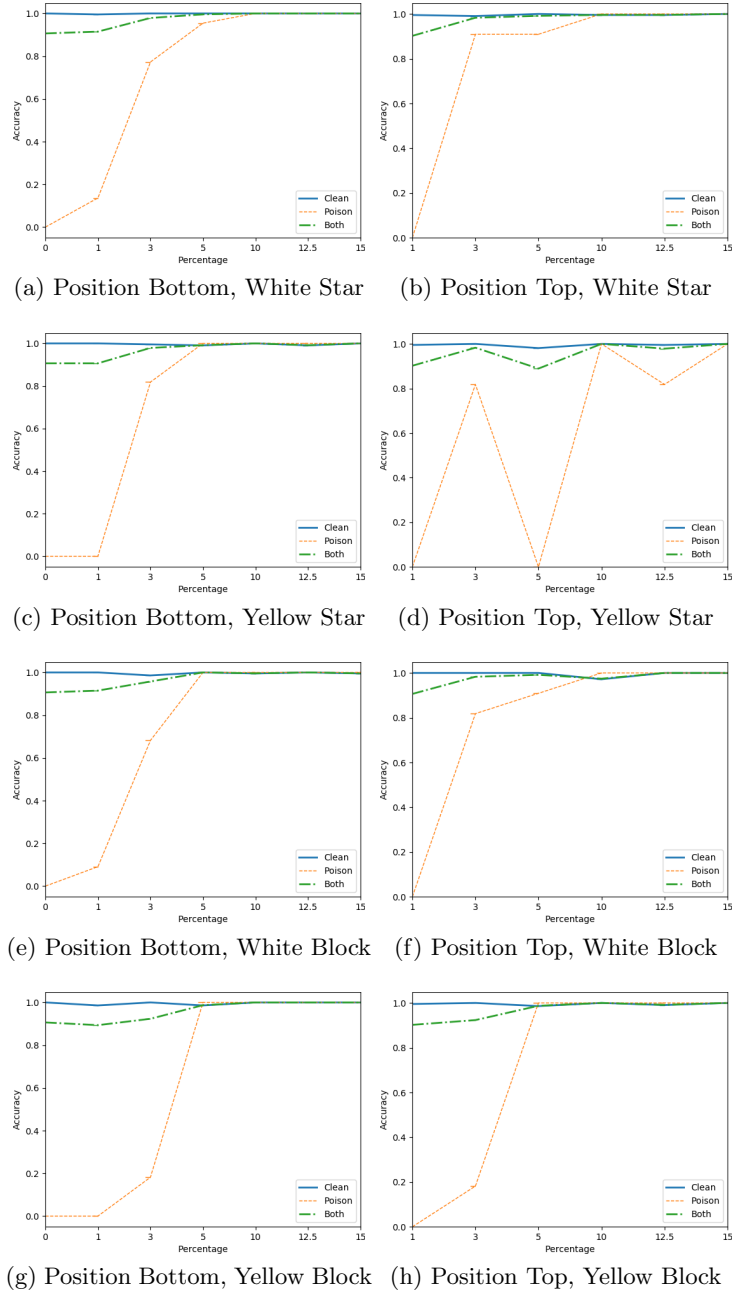 1.0
0.8
0.6
0.4
0.2
0.0
Accuracy
Clean
Poison
Both
0 1 3 5 10 12.5 15
Percentage
(a) Position Bottom, White Star
1.0
0.8
0.6
0.4
0.2
0.0
Accuracy
Clean
Poison
Both
1 3 5 10 12.5 15
Percentage
(b) Position Top, White Star
1.0
0.8
0.6
0.4
0.2
0.0
Accuracy
Clean
Poison
Both
0 1 3 5 10 12.5 15
Percentage
(c) Position Bottom, Yellow Star
1.0
0.8
0.6
0.4
0.2
0.0
Accuracy
Clean
Poison
Both
1 3 5 10 12.5 15
Percentage
(d) Position Top, Yellow Star
1.0
0.8
0.6
0.4
0.2
0.0
Accuracy
Clean
Poison
Both
0 1 3 5 10 12.5 15
Percentage
(e) Position Bottom, White Block
1.0
0.8
0.6
0.4
0.2
0.0
Accuracy
Clean
Poison
Both
1 3 5 10 12.5 15
Percentage
(f) Position Top, White Block
1.0
0.8
0.6
0.4
0.2
0.0
Accuracy
Clean
Poison
Both
0 1 3 5 10 12.5 15
Percentage
(g) Position Bottom, Yellow Block
1.0
0.8
0.6
0.4
0.2
0.0
Accuracy
Clean
Poison
Both
1 3 5 10 12.5 15
Percentage
(h) Position Top, Yellow Block